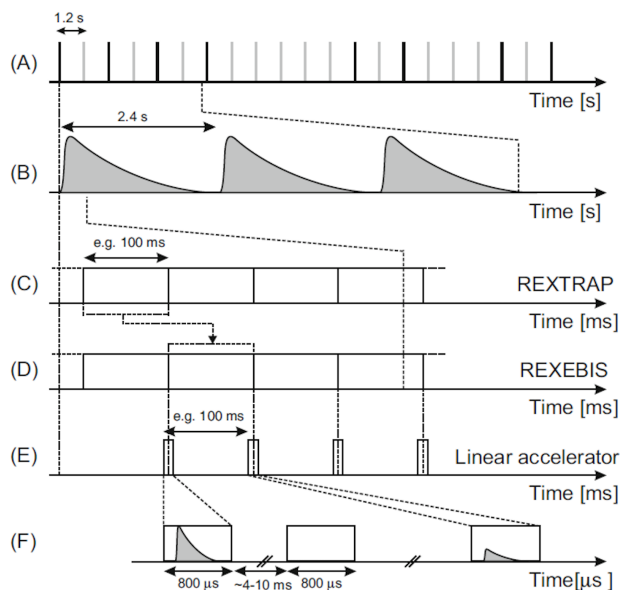 1.2 s
(A)
Time [s]
2.4 s
(B)
Time [s]
e.g. 100 ms
(C)
REXTRAP
Time [ms]
(D)
REXEBIS
Time [ms]
e.g. 100 ms
(E)
Linear accelerator
Time [ms]
(F)
800 µs
~4-10 ms
800 µs
Time[µs ]